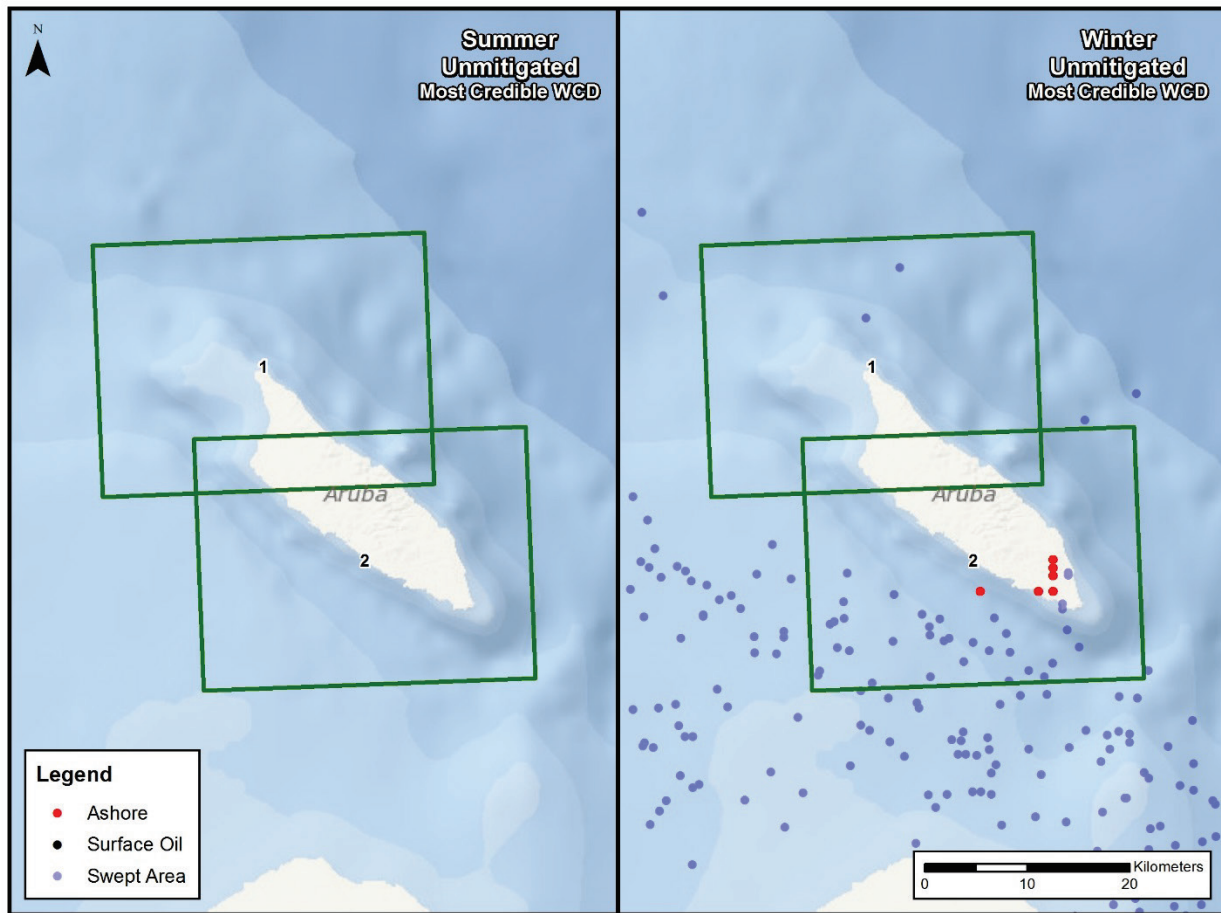 N
Summer
Unmitigated
Most Credible WCD
1
Aruba
2
Legend
Ashore
Surface Oil
Swept Area
Winter
Unmitigated
Most Credible WCD
1
Aruba
2
Kilometers
0 10 20